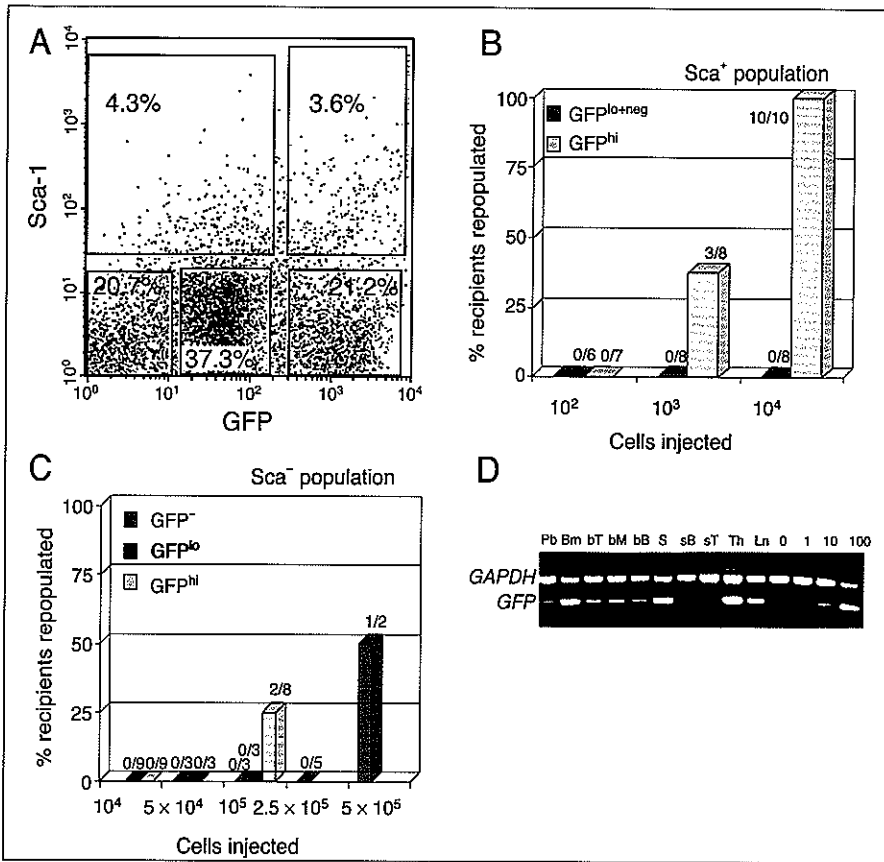 A
Sca-1
10⁴
10³
10²
10¹
10⁰
4.3%
3.6%
20.7%
21.2%
37.3%
10⁰ 10¹ 10² 10³ 10⁴
GFP
B
Sca⁺ population
% recipients repopulated
100
75
50
25
0
GFP^lo+neg
GFP^hi
10/10
3/8
0/6 0/7
0/8
0/8
10² 10³ 10⁴
Cells injected
C
Sca⁻ population
% recipients repopulated
100
75
50
25
0
GFP⁻
GFP^lo
GFP^hi
1/2
2/8
0/9 0/9
0/3 0/3
0/3
0/3
0/5
10⁴ 5 × 10⁴ 10⁵ 2.5 × 10⁵ 5 × 10⁵
Cells injected
D
Pb Bm bT bM bB S sB sT Th Ln 0 1 10 100
GAPDH
GFP